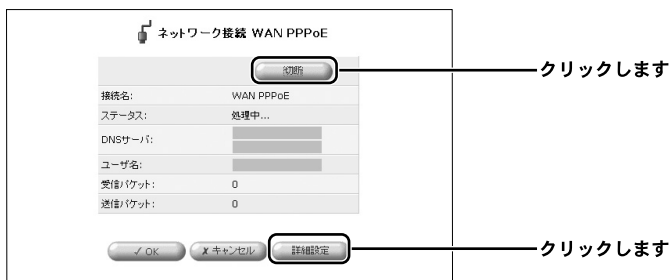 ネットワーク接続 WAN PPPoE
切断
クリックします
接続名: WAN PPPoE
ステータス: 処理中...
DNSサーバ:
ユーザ名:
受信パケット: 0
送信パケット: 0
✓ OK
✗ キャンセル
詳細設定
クリックします